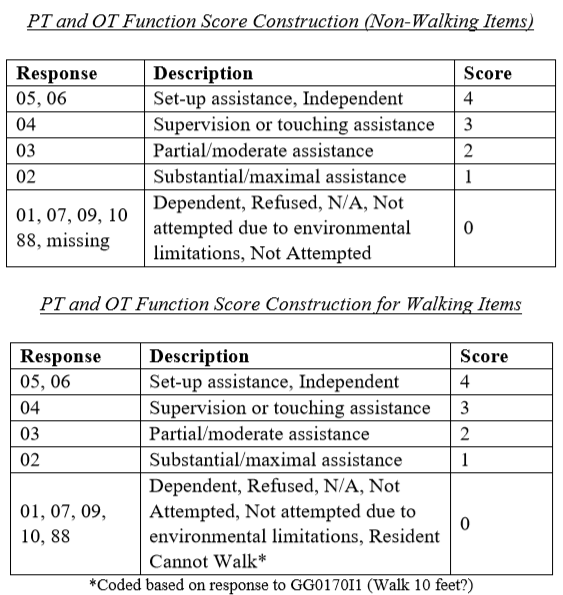 PT and OT Function Score Construction (Non-Walking Items)
Response Description Score
05, 06 Set-up assistance, Independent 4
04 Supervision or touching assistance 3
03 Partial/moderate assistance 2
02 Substantial/maximal assistance 1
01, 07, 09, 10
88, missing
Dependent, Refused, N/A, Not
attempted due to environmental
limitations, Not Attempted
0
PT and OT Function Score Construction for Walking Items
Response Description Score
05, 06 Set-up assistance, Independent 4
04 Supervision or touching assistance 3
03 Partial/moderate assistance 2
02 Substantial/maximal assistance 1
01, 07, 09,
10, 88
Dependent, Refused, N/A, Not
Attempted, Not attempted due to
environmental limitations, Resident
Cannot Walk*
0
*Coded based on response to GG0170I1 (Walk 10 feet?)